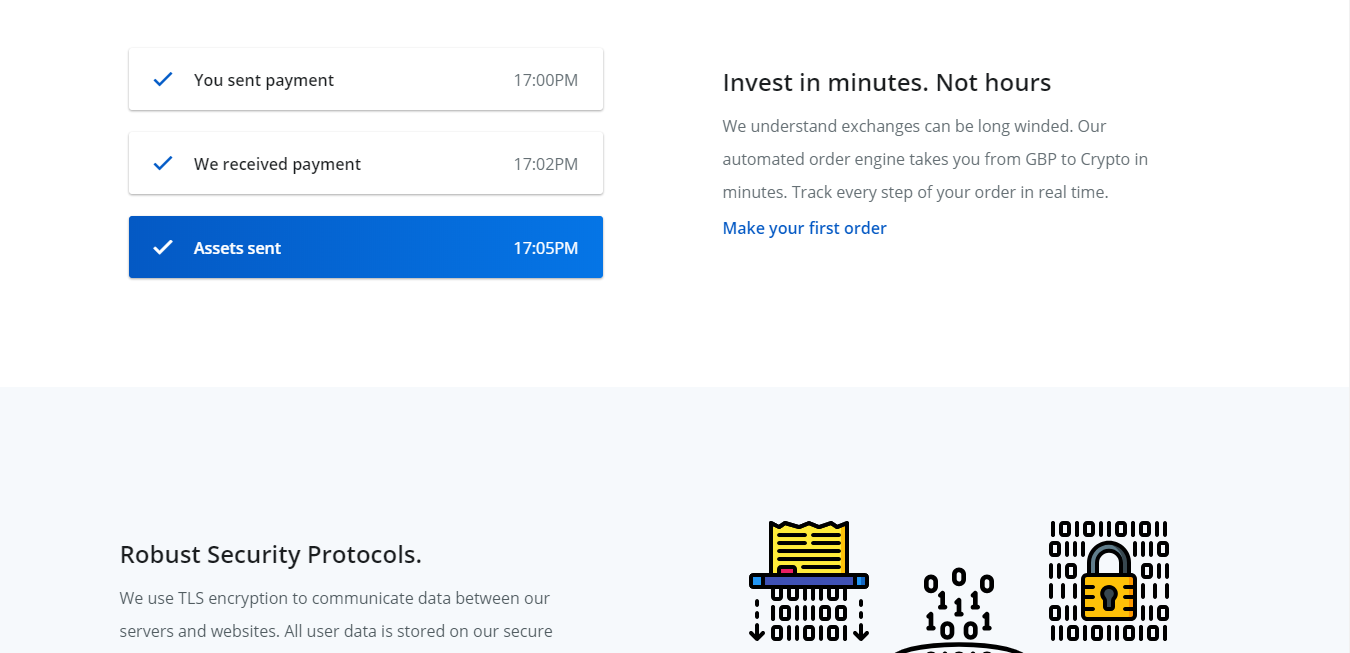 You sent payment 17:00PM
We received payment 17:02PM
Assets sent 17:05PM
Invest in minutes. Not hours
We understand exchanges can be long winded. Our
automated order engine takes you from GBP to Crypto in
minutes. Track every step of your order in real time.
Make your first order
Robust Security Protocols.
We use TLS encryption to communicate data between our
servers and websites. All user data is stored on our secure